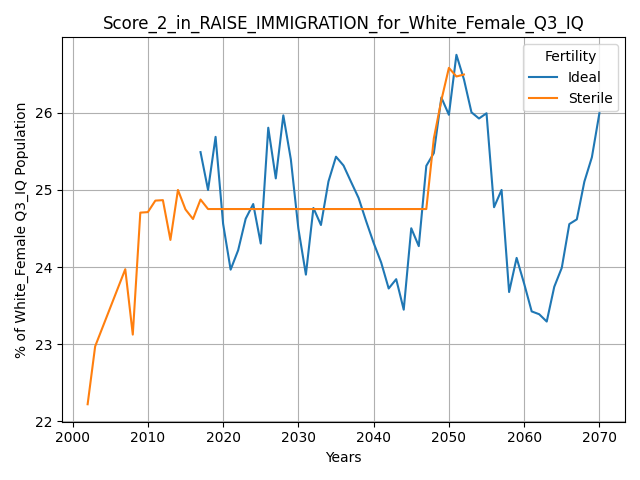 Score_2_in_RAISE_IMMIGRATION_for_White_Female_Q3_IQ
Fertility
Ideal
Sterile
% of White_Female Q3_IQ Population
26
25
24
23
22
2000 2010 2020 2030 2040 2050 2060 2070
Years